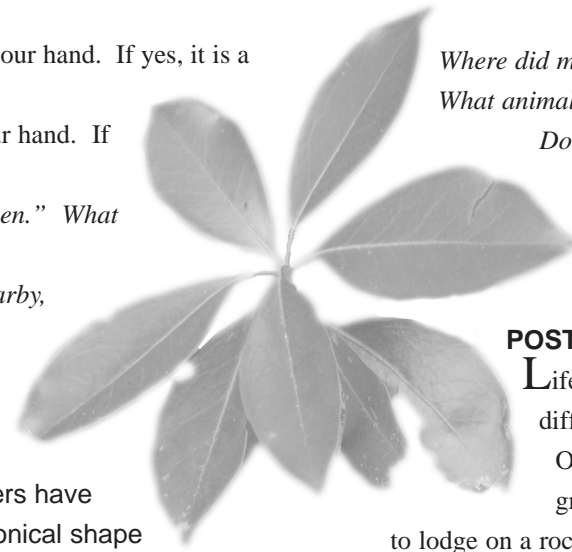 our hand. If yes, it is a
r hand. If
en.” What
arby,
ers have
onical shape
Where did m
What animal
Do
POST
Life
diff
O
gr
to lodge on a roc